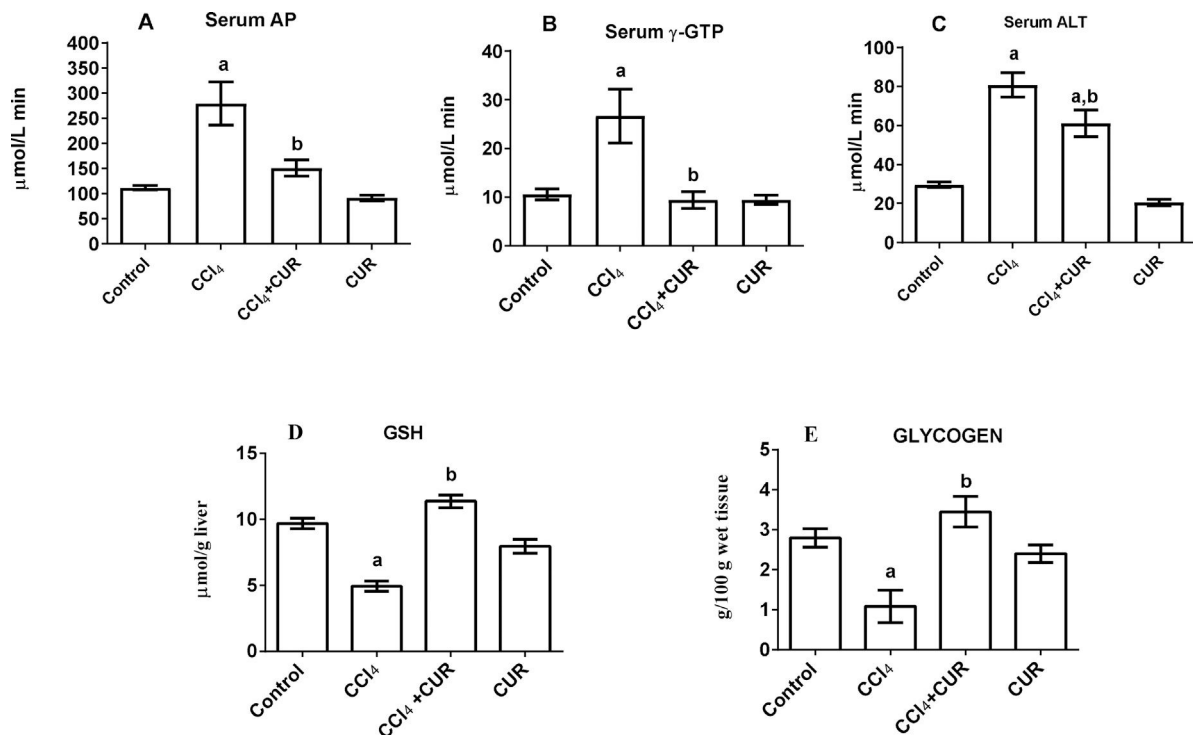 A Serum AP
μmol/L min
400
350
300
250
200
150
100
50
0
a
b
Control
CCl₄
CCl₄+CUR
CUR
B Serum γ-GTP
μmol/L min
40
30
20
10
0
a
b
Control
CCl₄
CCl₄+CUR
CUR
C Serum ALT
μmol/L min
100
80
60
40
20
0
a
a,b
Control
CCl₄
CCl₄+CUR
CUR
D GSH
μmol/g liver
15
10
5
0
a
b
Control
CCl₄
CCl₄ +CUR
CUR
E GLYCOGEN
g/100 g wet tissue
5
4
3
2
1
0
a
b
Control
CCl₄
CCl₄+CUR
CUR